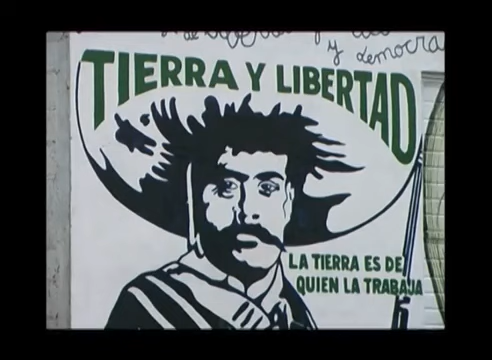 y democra
TIERRA Y LIBERTAD
LA TIERRA ES DE
QUIEN LA TRABAJA